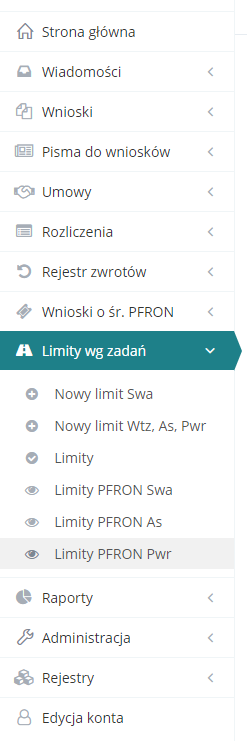 Strona główna
Wiadomości
Wnioski
Pisma do wniosków
Umowy
Rozliczenia
Rejestr zwrotów
Wnioski o śr. PFRON
Limity wg zadań
Nowy limit Swa
Nowy limit Wtz, As, Pwr
Limity
Limity PFRON Swa
Limity PFRON As
Limity PFRON Pwr
Raporty
Administracja
Rejestry
Edycja konta